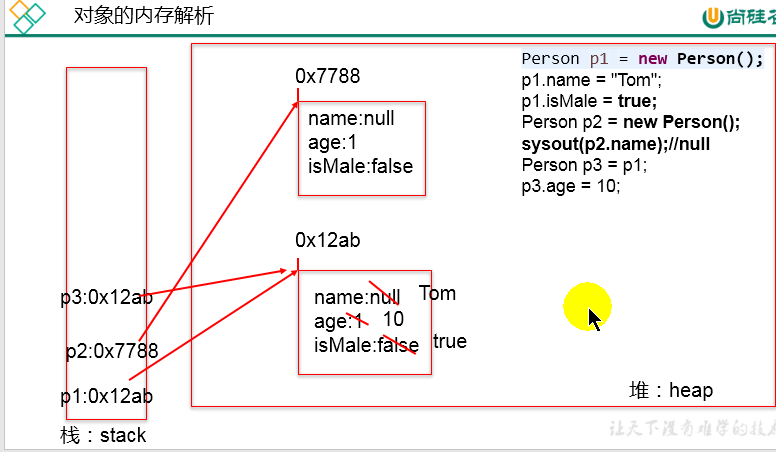 对象的内存解析
尚硅
Person p1 = new Person();
p1.name = "Tom";
p1.isMale = true;
Person p2 = new Person();
sysout(p2.name);//null
Person p3 = p1;
p3.age = 10;
0x7788
name:null
age:1
isMale:false
0x12ab
name:null Tom
age:1 10
isMale:false true
p3:0x12ab
p2:0x7788
p1:0x12ab
栈：stack
堆：heap
让天下没有难学的技